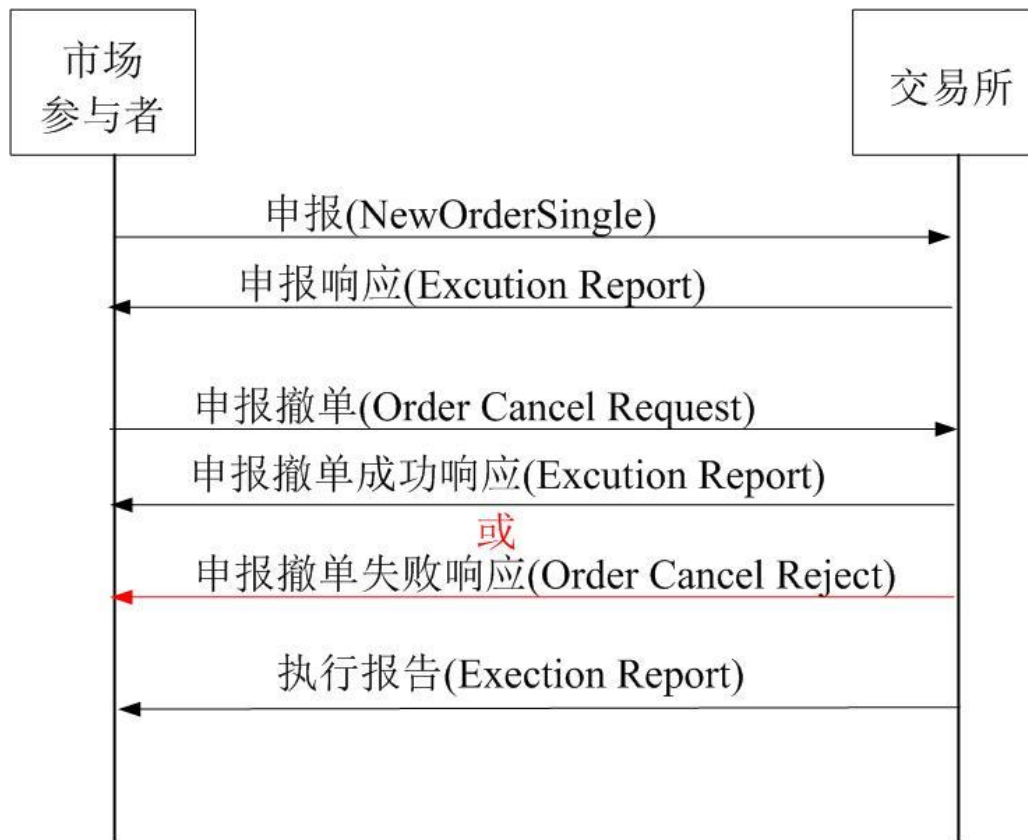 市场
参与者
交易所
申报(NewOrderSingle)
申报响应(Excution Report)
申报撤单(Order Cancel Request)
申报撤单成功响应(Excution Report)
或
申报撤单失败响应(Order Cancel Reject)
执行报告(Exection Report)